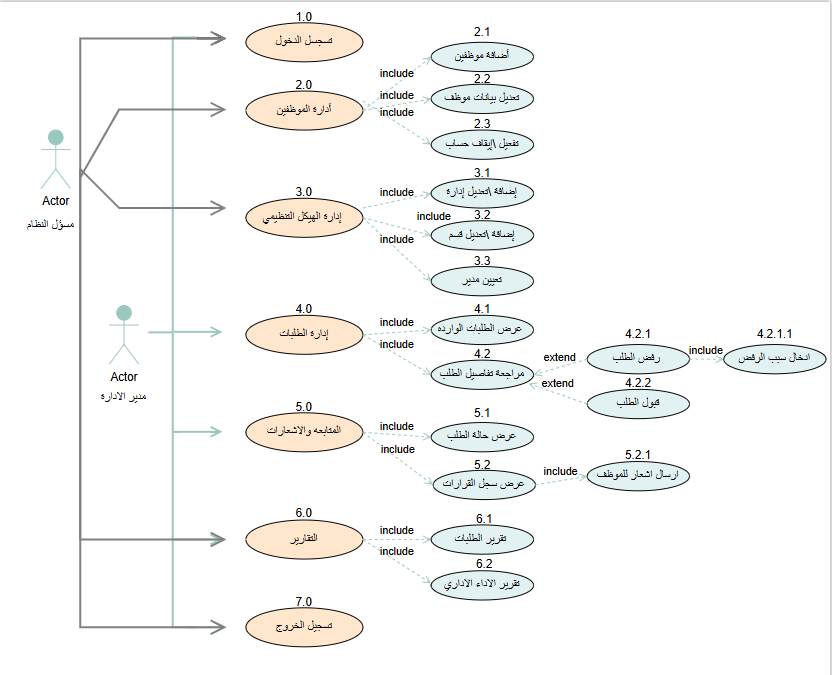 1.0
تسجسل الدخول
2.0
أدارة الموظفين
include
include
include
2.1
أضافة موظفين
2.2
تعديل بيانات موظف
2.3
تفعيل \إيقاف حساب
Actor
مسؤل النظام
3.0
إدارة الهيكل التنظيمي
include
include
include
3.1
إضافة \تعديل إدارة
3.2
إضافة \تعديل قسم
3.3
تعيين مدير
Actor
مدير الادارة
4.0
إدارة الطلبات
include
include
4.1
عرض الطلبات الوارده
4.2
مراجعة تفاصيل الطلب
extend
extend
4.2.1
رفض الطلب
include
4.2.1.1
ادخال سبب الرفض
4.2.2
قبول الطلب
5.0
المتابعه والاشعارات
include
include
5.1
عرض حالة الطلب
5.2
عرض سجل القرارات
include
5.2.1
ارسال اشعار للموظف
6.0
التقارير
include
include
6.1
تقرير الطلبات
6.2
تقرير الاداء الاداري
7.0
تسجيل الخروج